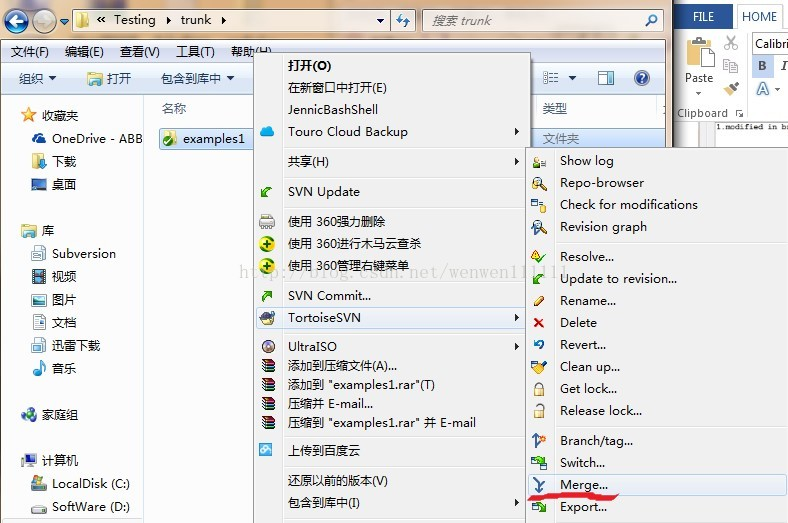 « Testing ▸ trunk ▸
搜索 trunk
文件(F) 编辑(E) 查看(V) 工具(T) 帮助(H)
组织 打开 包含到库中
名称
类型
收藏夹
OneDrive - ABB
下载
桌面
库
Subversion
视频
图片
文档
迅雷下载
音乐
家庭组
计算机
LocalDisk (C:)
SoftWare (D:)
examples1
文件夹
打开(O)
在新窗口中打开(E)
JennicBashShell
Touro Cloud Backup
共享(H)
SVN Update
使用 360强力删除
使用 360进行木马云查杀
使用 360管理右键菜单
SVN Commit...
TortoiseSVN
UltraISO
添加到压缩文件(A)...
添加到 "examples1.rar"(T)
压缩并 E-mail...
压缩到 "examples1.rar" 并 E-mail
上传到百度云
还原以前的版本(V)
包含到库中(I)
Show log
Repo-browser
Check for modifications
Revision graph
Resolve...
Update to revision...
Rename...
Delete
Revert...
Clean up...
Get lock...
Release lock...
Branch/tag...
Switch...
Merge...
Export...
FILE HOME
Paste
Calibri
B I
A
Clipboard
1.modified in b